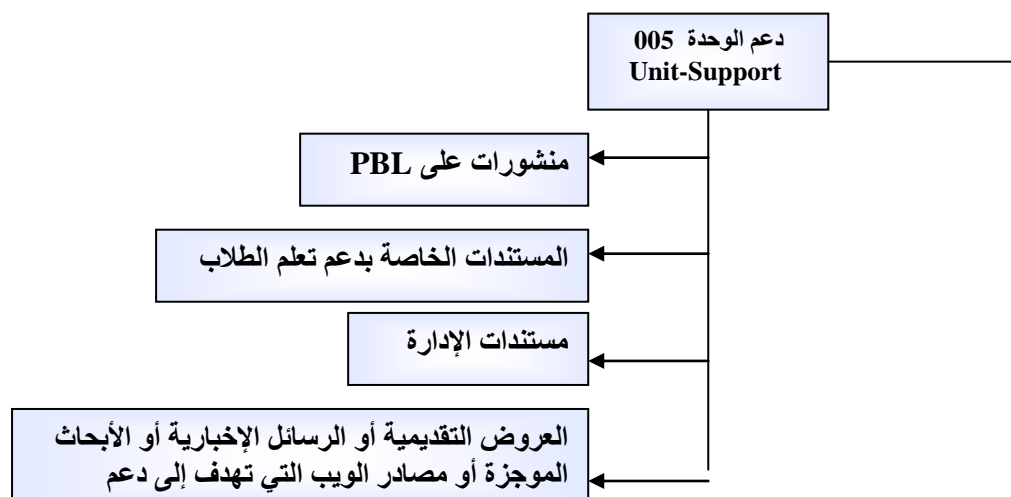 دعم الوحدة 005
Unit-Support
منشورات على PBL
المستندات الخاصة بدعم تعلم الطلاب
مستندات الإدارة
العروض التقديمية أو الرسائل الإخبارية أو الأبحاث
الموجزة أو مصادر الويب التي تهدف إلى دعم